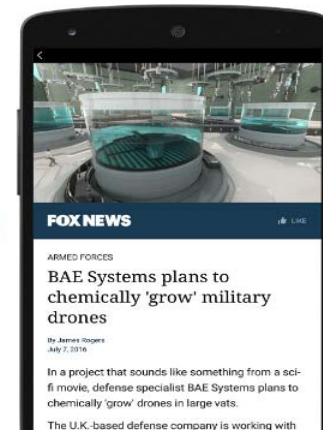 FOX NEWS
LIKE
ARMED FORCES
BAE Systems plans to
chemically 'grow' military
drones
By James Rogers
July 7, 2016
In a project that sounds like something from a sci-
fi movie, defense specialist BAE Systems plans to
chemically 'grow' drones in large vats.
The U.K.-based defense company is working with